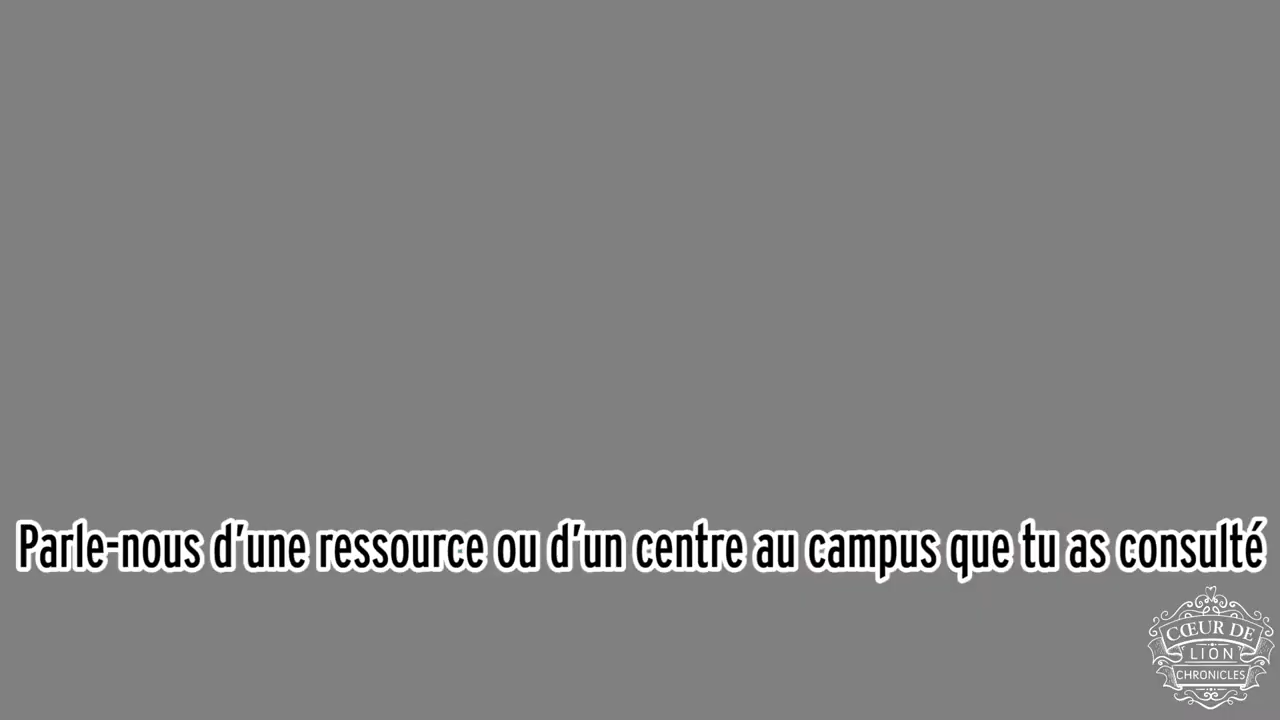 Parle-nous d'une ressource ou d'un centre au campus que tu as consulté
CŒUR DE
LION
CHRONICLES